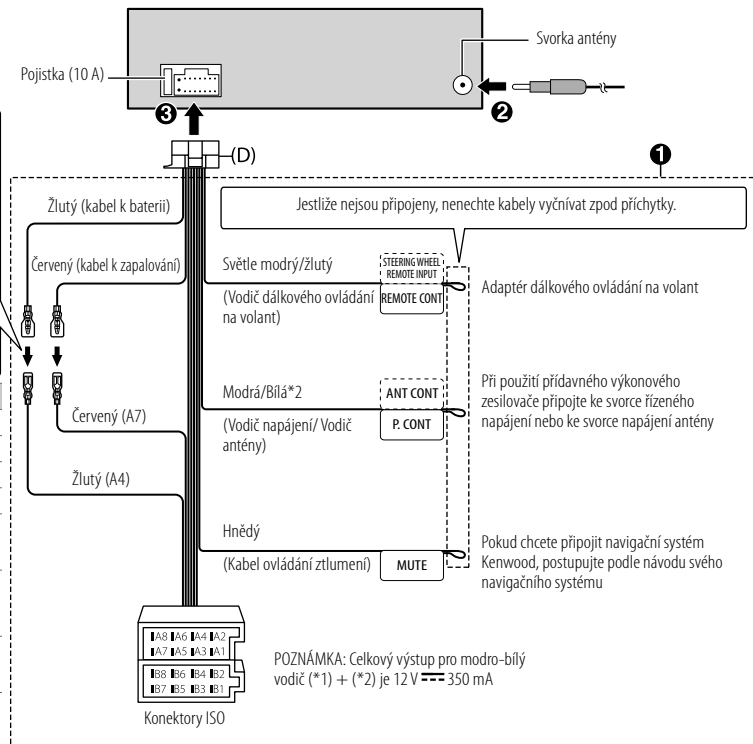 Svorka antény
Pojistka (10 A)
❸
❷
(D)
❶
Žlutý (kabel k baterii)
Jestliže nejsou připojeny, nenechte kabely vyčnívat zpod příchytky.
Červený (kabel k zapalování)
Světle modrý/žlutý
(Vodič dálkového ovládání
na volant)
STEERING WHEEL
REMOTE INPUT
REMOTE CONT
Adaptér dálkového ovládání na volant
Modrá/Bílá*2
(Vodič napájení/ Vodič
antény)
ANT CONT
P. CONT
Při použití přídavného výkonového
zesilovače připojte ke svorce řízeného
napájení nebo ke svorce napájení antény
Červený (A7)
Žlutý (A4)
Hnědý
(Kabel ovládání ztlumení)
MUTE
Pokud chcete připojit navigační systém
Kenwood, postupujte podle návodu svého
navigačního systému
A8 A6 A4 A2
A7 A5 A3 A1
B8 B6 B4 B2
B7 B5 B3 B1
Konektory ISO
POZNÁMKA: Celkový výstup pro modro-bílý
vodič (*1) + (*2) je 12 V ⎓ 350 mA